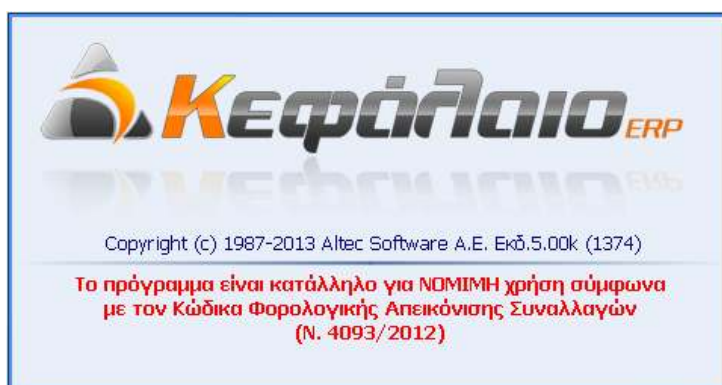 Κεφάλαιο ERP
Copyright (c) 1987-2013 Altec Software Α.Ε. Εκδ.5.00k (1374)
Το πρόγραμμα είναι κατάλληλο για ΝΟΜΙΜΗ χρήση σύμφωνα
με τον Κώδικα Φορολογικής Απεικόνισης Συναλλαγών
(Ν. 4093/2012)